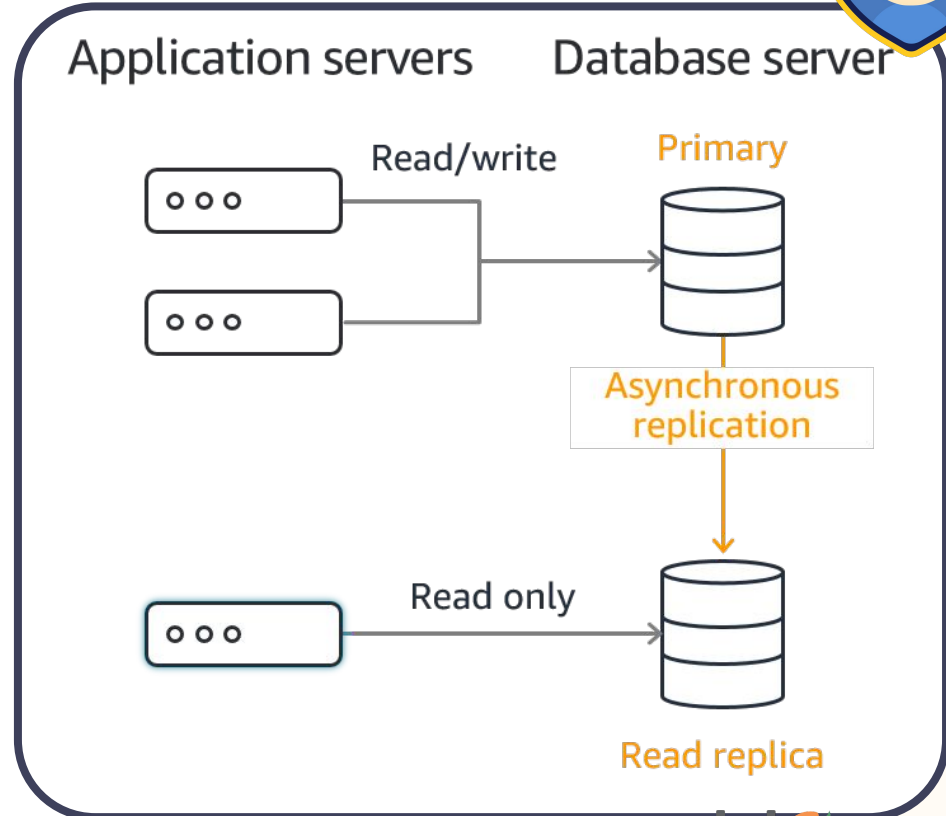 Application servers
Database server
Read/write
Primary
Asynchronous
replication
Read only
Read replica